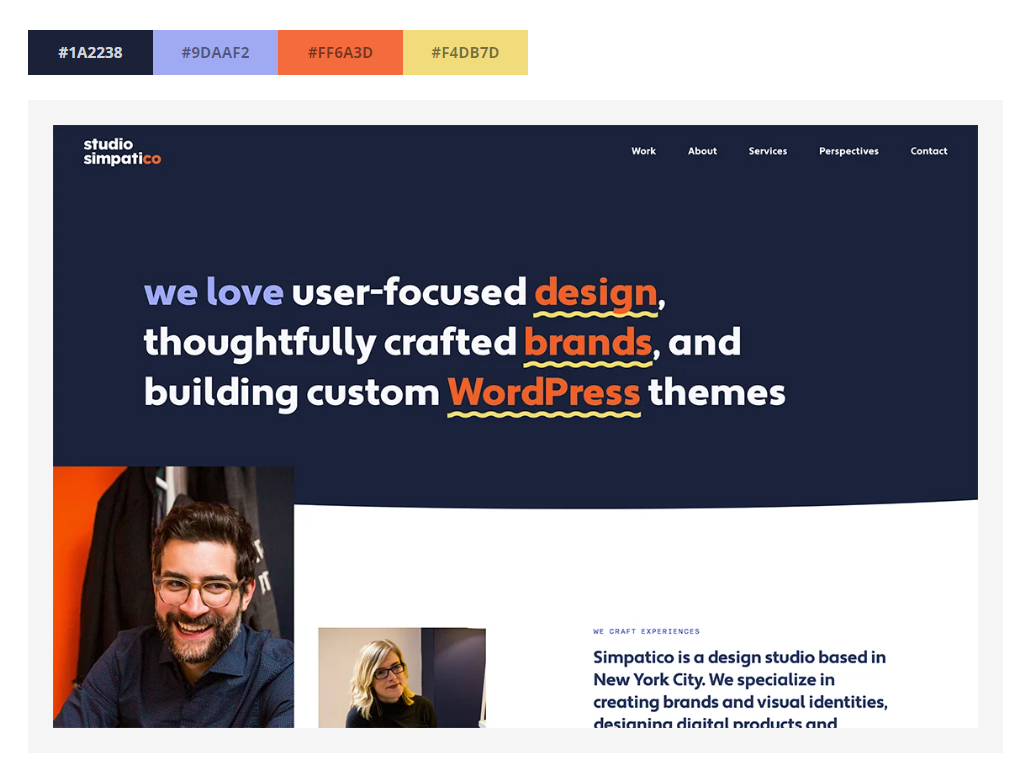 #1A2238 #9DAAF2 #FF6A3D #F4DB7D
studio
simpatico
Work About Services Perspectives Contact
we love user-focused design,
thoughtfully crafted brands, and
building custom WordPress themes
WE CRAFT EXPERIENCES
Simpatico is a design studio based in
New York City. We specialize in
creating brands and visual identities,
designing digital products and